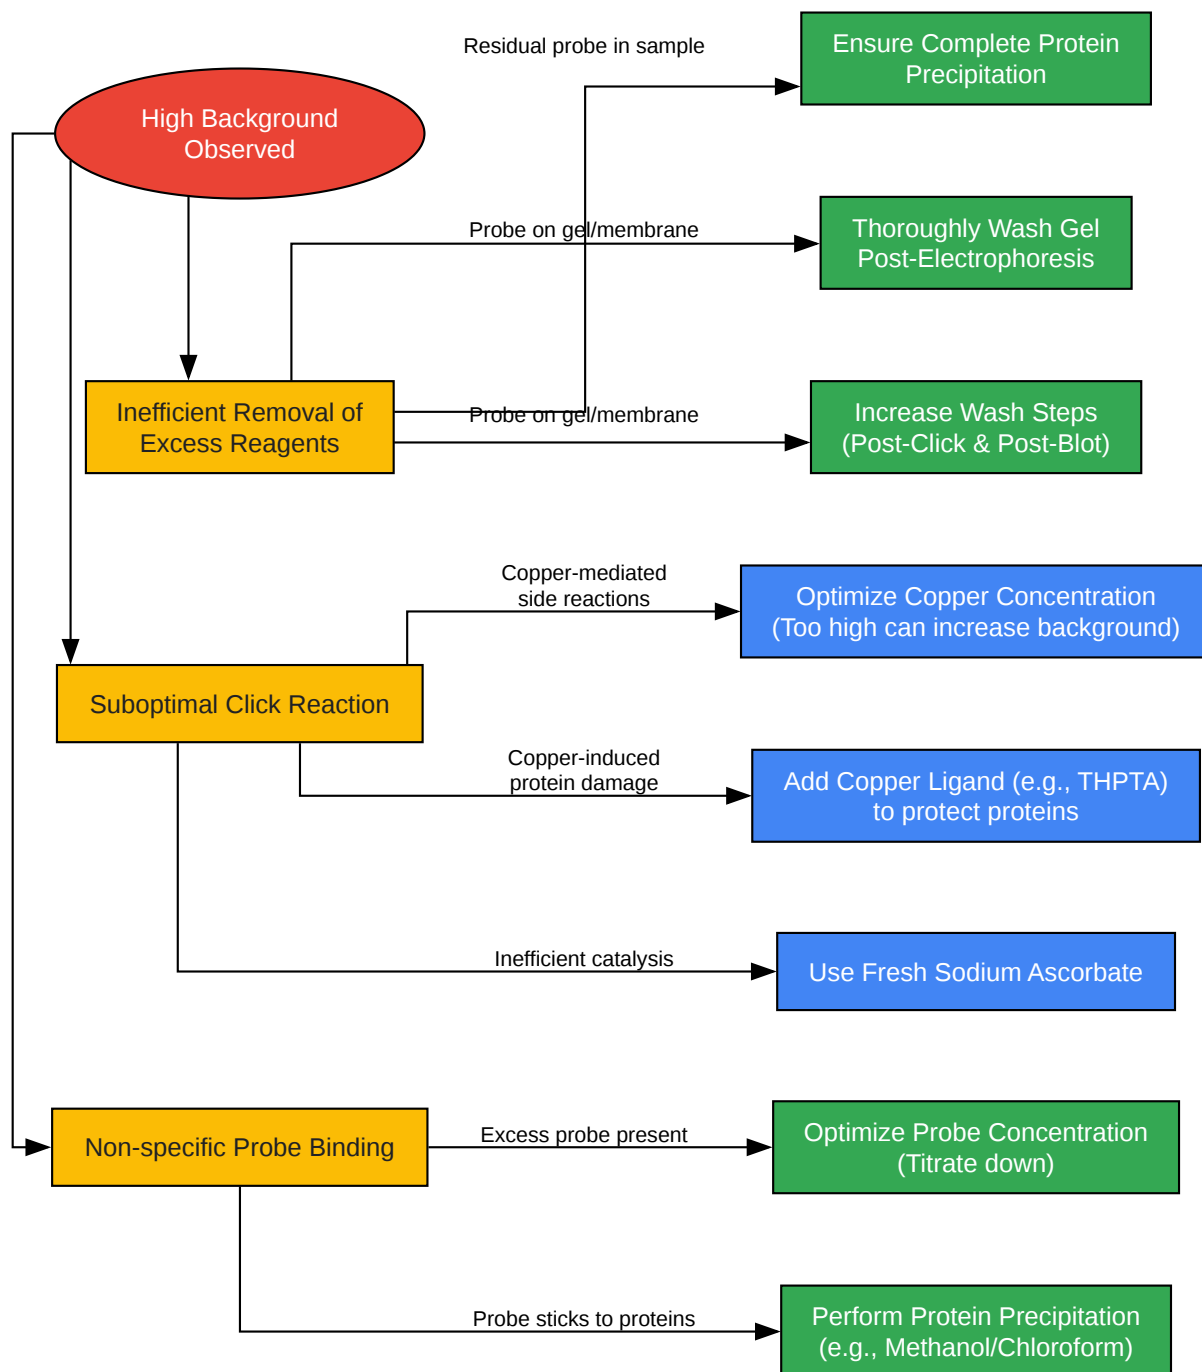 Residual probe in sample
Ensure Complete Protein
Precipitation
High Background
Observed
Probe on gel/membrane
Thoroughly Wash Gel
Post-Electrophoresis
Inefficient Removal of
Excess Reagents
Probe on gel/membrane
Increase Wash Steps
(Post-Click & Post-Blot)
Copper-mediated
side reactions
Optimize Copper Concentration
(Too high can increase background)
Suboptimal Click Reaction
Copper-induced
protein damage
Add Copper Ligand (e.g., THPTA)
to protect proteins
Inefficient catalysis
Use Fresh Sodium Ascorbate
Non-specific Probe Binding
Excess probe present
Optimize Probe Concentration
(Titrate down)
Probe sticks to proteins
Perform Protein Precipitation
(e.g., Methanol/Chloroform)